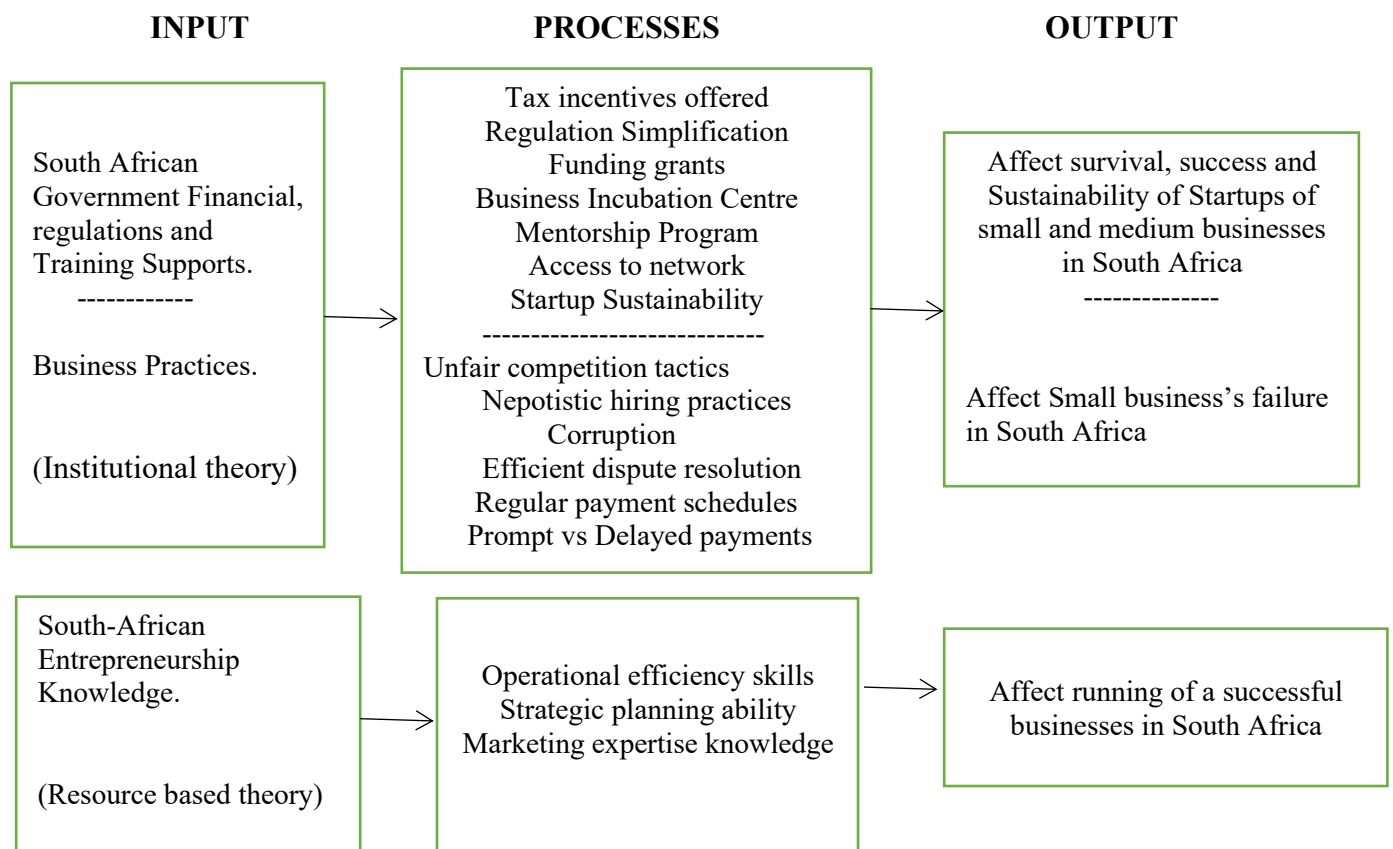 INPUT
PROCESSES
OUTPUT
South African
Government Financial,
regulations and
Training Supports.
------------
Business Practices.
(Institutional theory)
Tax incentives offered
Regulation Simplification
Funding grants
Business Incubation Centre
Mentorship Program
Access to network
Startup Sustainability
-----------------------------
Unfair competition tactics
Nepotistic hiring practices
Corruption
Efficient dispute resolution
Regular payment schedules
Prompt vs Delayed payments
Affect survival, success and
Sustainability of Startups of
small and medium businesses
in South Africa
--------------
Affect Small business’s failure
in South Africa
South-African
Entrepreneurship
Knowledge.
(Resource based theory)
Operational efficiency skills
Strategic planning ability
Marketing expertise knowledge
Affect running of a successful
businesses in South Africa